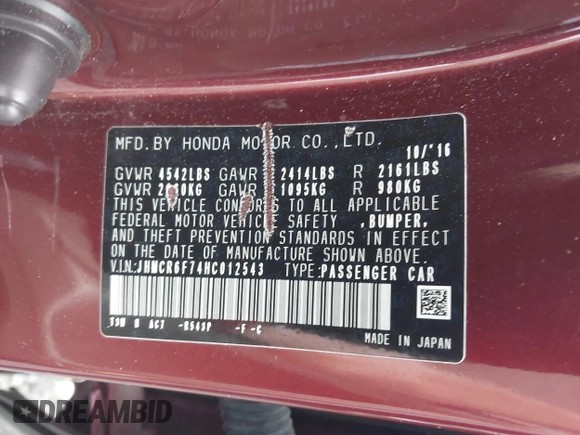 MFD.BY HONDA MOTOR CO.,LTD. 10/'16
GVWR 4542LBS GAWR F 2414LBS R 2161LBS
GVWR 2060KG GAWR F 1095KG R 980KG
THIS VEHICLE CONFORMS TO ALL APPLICABLE
FEDERAL MOTOR VEHICLE SAFETY ,BUMPER,
AND THEFT PREVENTION STANDARDS IN EFFECT
ON THE DATE OF MANUFACTURE SHOWN ABOVE.
V.I.N:JHMCR6F74HC012543 TYPE:PASSENGER CAR
-R543P -F -C
MADE IN JAPAN
DREAMBID